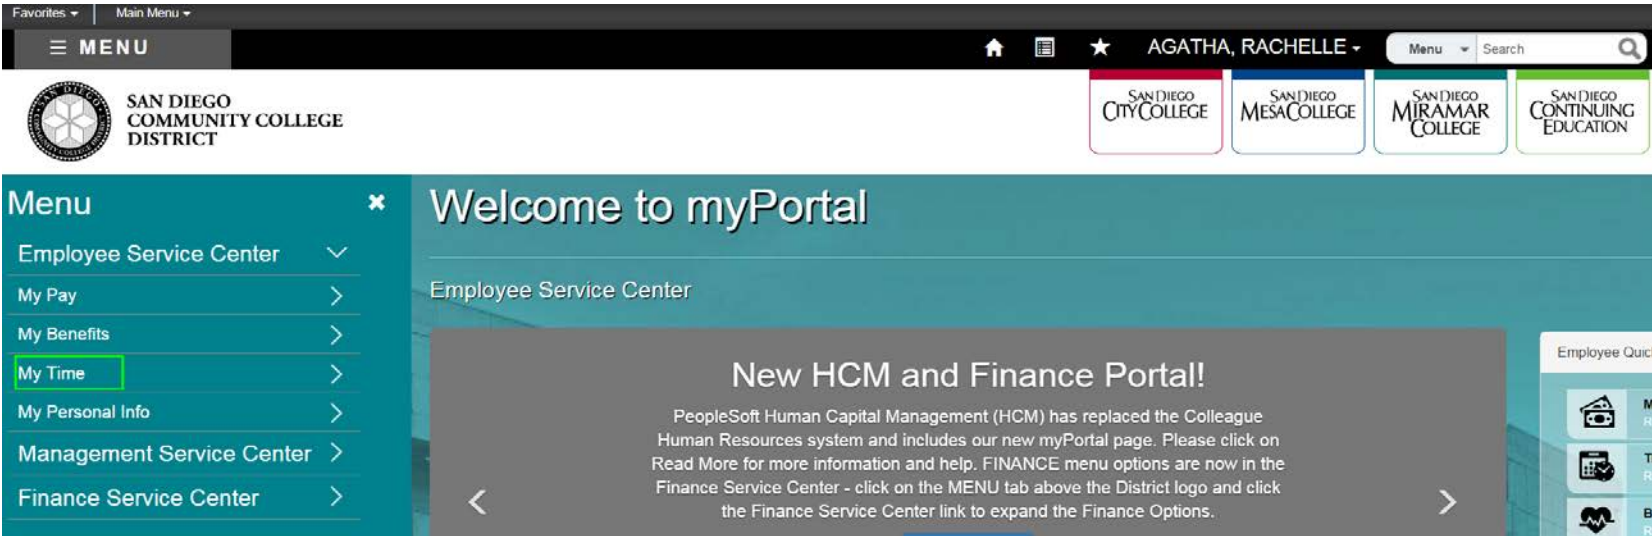 Favorites Main Menu
MENU
AGATHA, RACHELLE
Menu Search
SAN DIEGO
COMMUNITY COLLEGE
DISTRICT
SAN DIEGO
CITY COLLEGE
SAN DIEGO
MESA COLLEGE
SAN DIEGO
MIRAMAR
COLLEGE
SAN DIEGO
CONTINUING
EDUCATION
Menu
Employee Service Center
My Pay
My Benefits
My Time
My Personal Info
Management Service Center
Finance Service Center
Welcome to myPortal
Employee Service Center
New HCM and Finance Portal!
PeopleSoft Human Capital Management (HCM) has replaced the Colleague
Human Resources system and includes our new myPortal page. Please click on
Read More for more information and help. FINANCE menu options are now in the
Finance Service Center - click on the MENU tab above the District logo and click
the Finance Service Center link to expand the Finance Options.
Employee Quic
M
R
T
R
B